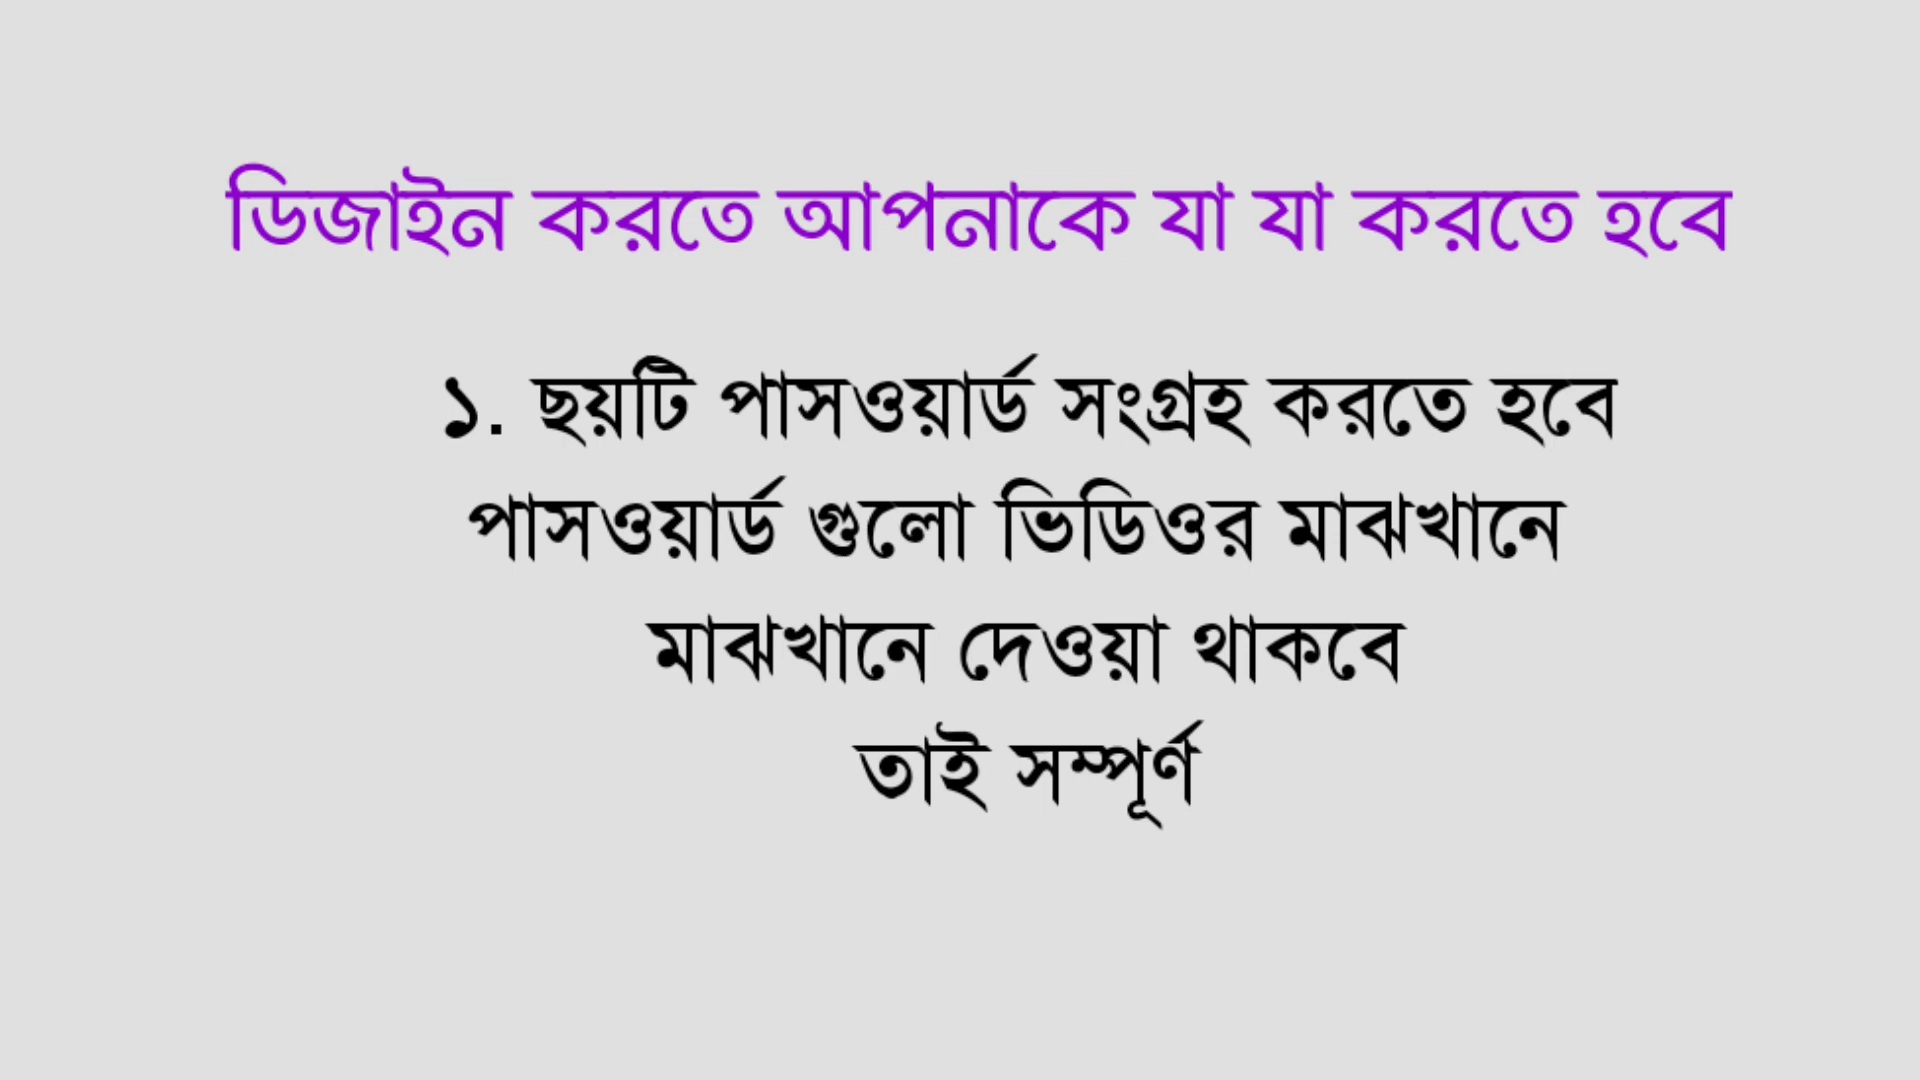 ডিজাইন করতে আপনাকে যা যা করতে হবে
১. ছয়টি পাসওয়ার্ড সংগ্রহ করতে হবে
পাসওয়ার্ড গুলো ভিডিওর মাঝখানে
মাঝখানে দেওয়া থাকবে
তাই সম্পূর্ণ